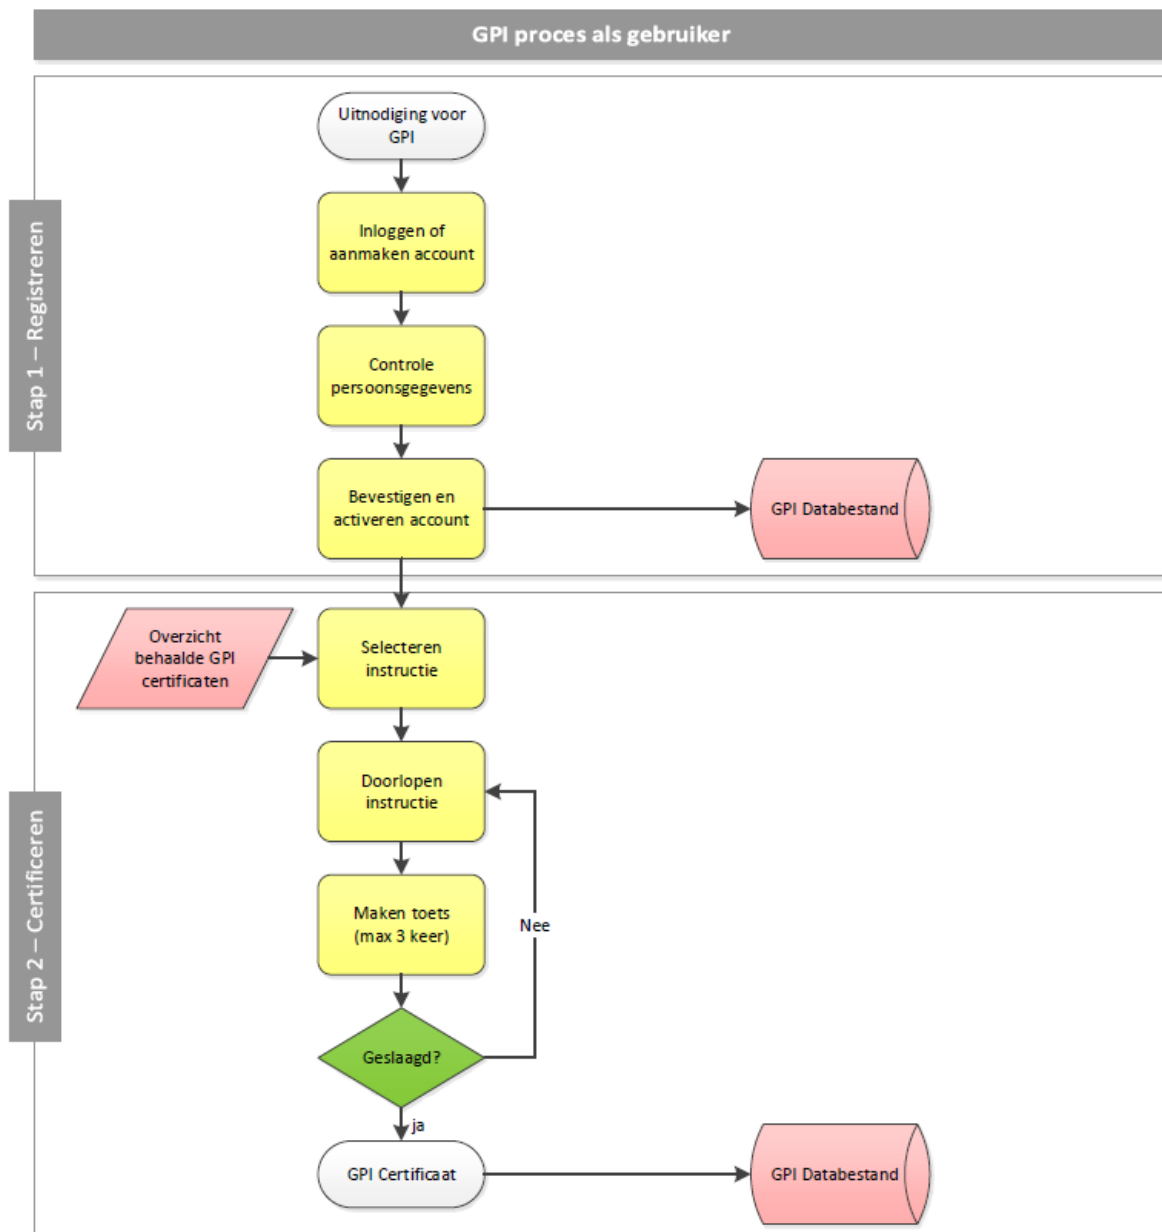 GPI proces als gebruiker
Stap 1 – Registreren
Uitnodiging voor
GPI
Inloggen of
aanmaken account
Controle
persoonsgegevens
Bevestigen en
activeren account
GPI Databestand
Stap 2 – Certificeren
Overzicht
behaalde GPI
certificaten
Selecteren
instructie
Doorlopen
instructie
Maken toets
(max 3 keer)
Nee
Geslaagd?
ja
GPI Certificaat
GPI Databestand